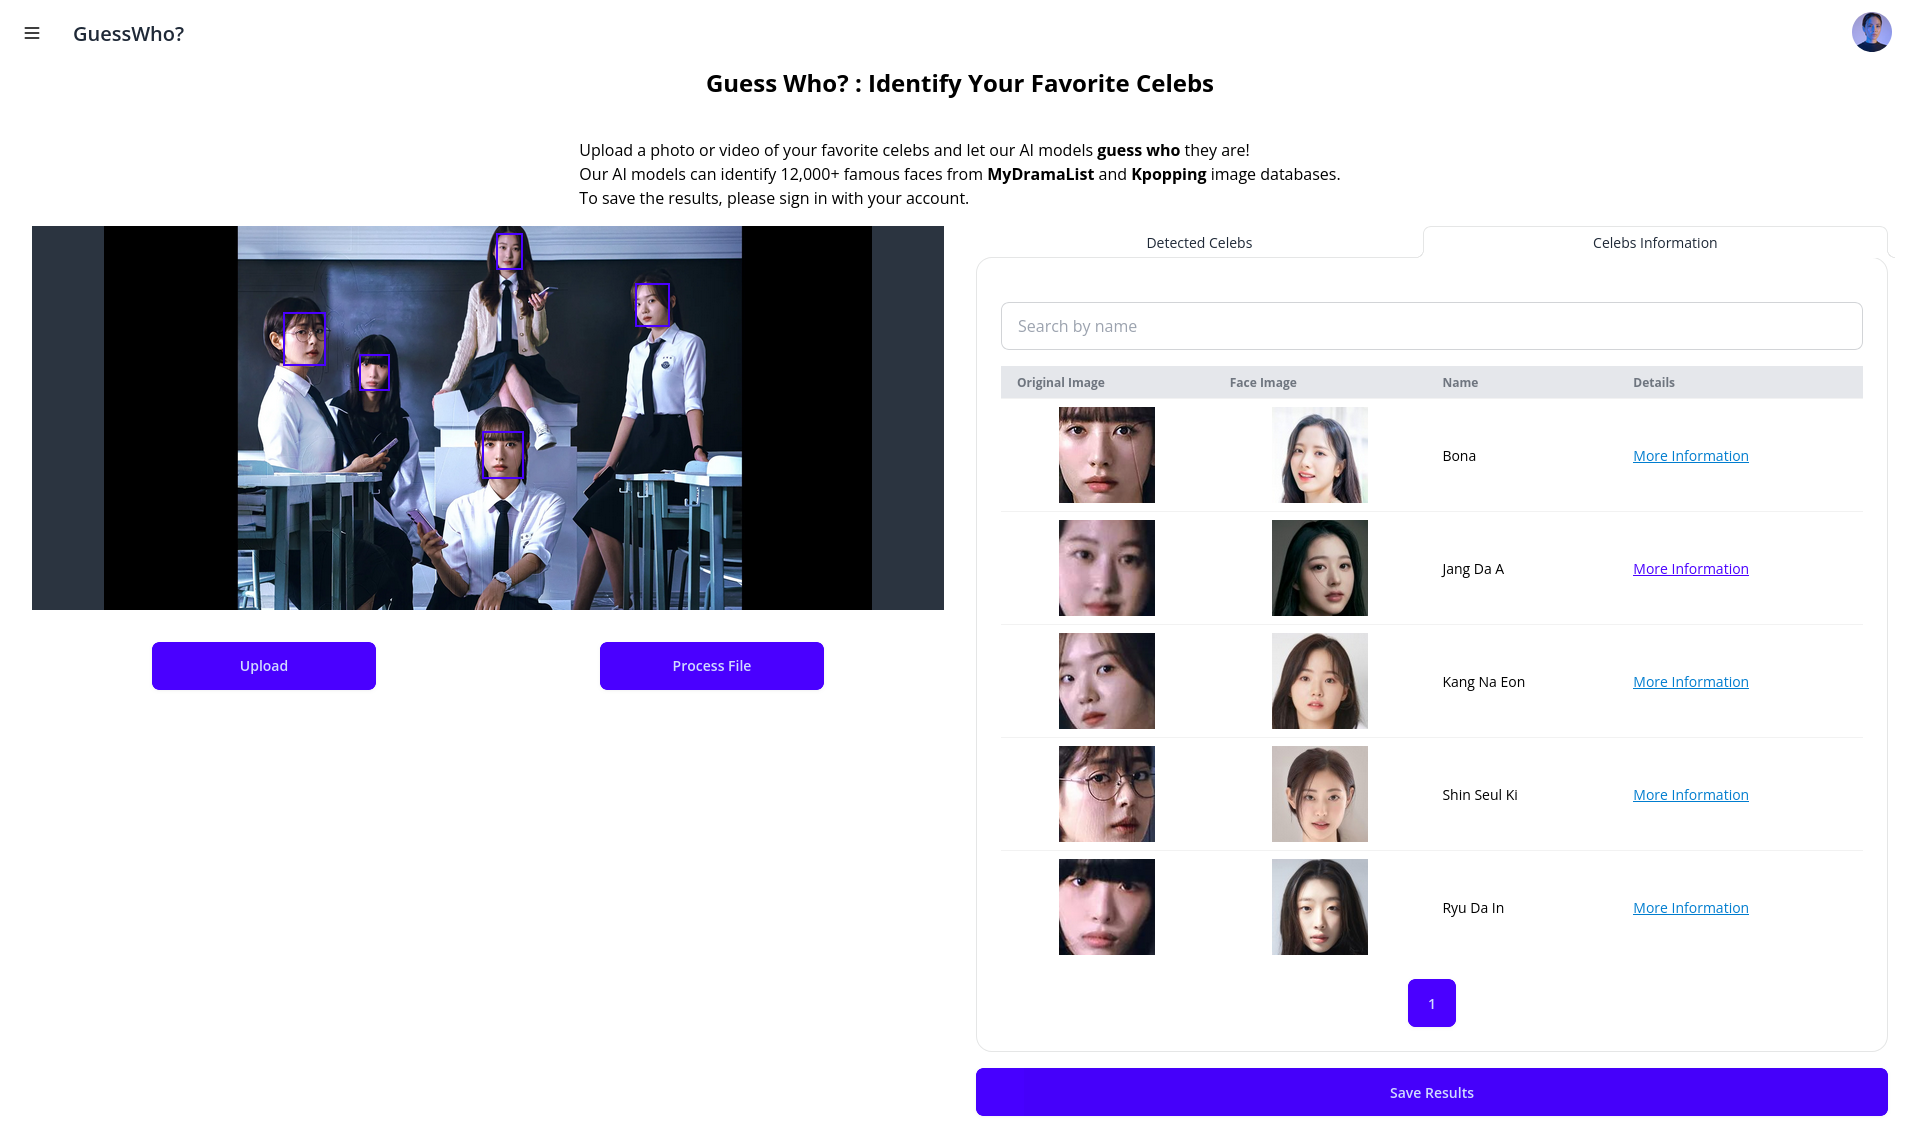 GuessWho?
Guess Who? : Identify Your Favorite Celebs
Upload a photo or video of your favorite celebs and let our AI models guess who they are!
Our AI models can identify 12,000+ famous faces from MyDramaList and Kpopping image databases.
To save the results, please sign in with your account.
Upload
Process File
Detected Celebs
Celebs Information
Search by name
Original Image Face Image Name Details
Bona More Information
Jang Da A More Information
Kang Na Eon More Information
Shin Seul Ki More Information
Ryu Da In More Information
1
Save Results